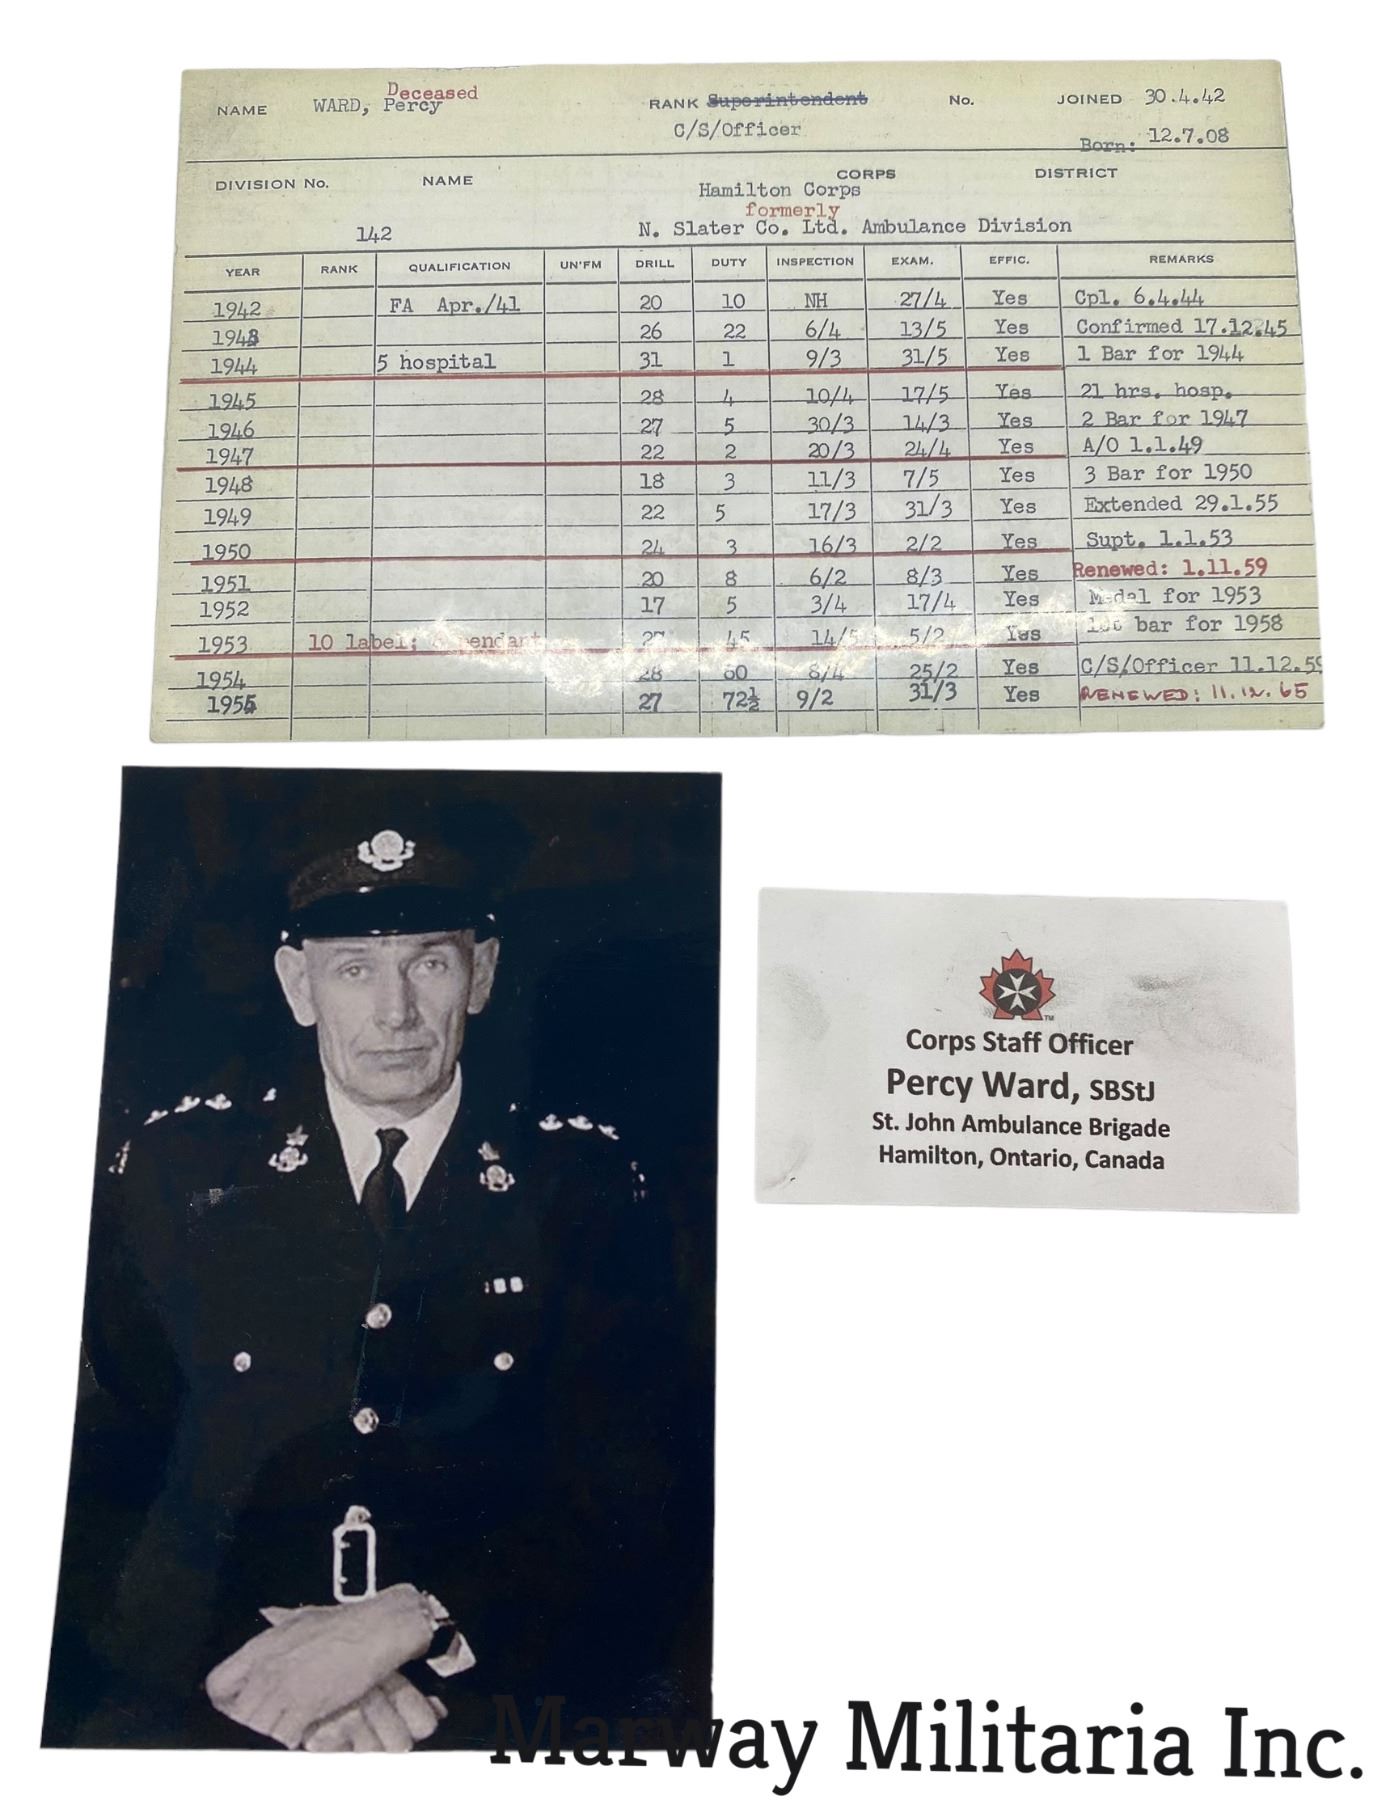 Deceased
NAME WARD, Percy RANK Superintendent No. JOINED 30.4.42
C/S/Officer Born: 12.7.08
DIVISION No. NAME CORPS DISTRICT
Hamilton Corps
formerly
142 N. Slater Co. Ltd. Ambulance Division
YEAR RANK QUALIFICATION UN'FM DRILL DUTY INSPECTION EXAM. EFFIC. REMARKS
1942 FA Apr./41 20 10 NH 27/4 Yes Cpl. 6.4.44
1943 26 22 6/4 13/5 Yes Confirmed 17.12.45
1944 5 hospital 31 1 9/3 31/5 Yes 1 Bar for 1944
1945 28 4 10/4 17/5 Yes 21 hrs. hosp.
1946 27 5 30/3 14/3 Yes 2 Bar for 1947
1947 22 2 20/3 24/4 Yes A/O 1.1.49
1948 18 3 11/3 7/5 Yes 3 Bar for 1950
1949 22 5 17/3 31/3 Yes Extended 29.1.55
1950 24 3 16/3 2/2 Yes Supt. 1.1.53
1951 20 8 6/2 8/3 Yes Renewed: 1.11.59
1952 17 5 3/4 17/4 Yes Medal for 1953
1953 10 label; 27 45 14/5 5/2 Yes 1st bar for 1958
1954 28 60 8/4 25/2 Yes C/S/Officer 11.12.59
1955 27 72½ 9/2 31/3 Yes RENEWED: 11.12.65
Corps Staff Officer
Percy Ward, SBStJ
St. John Ambulance Brigade
Hamilton, Ontario, Canada
Marway Militaria Inc.